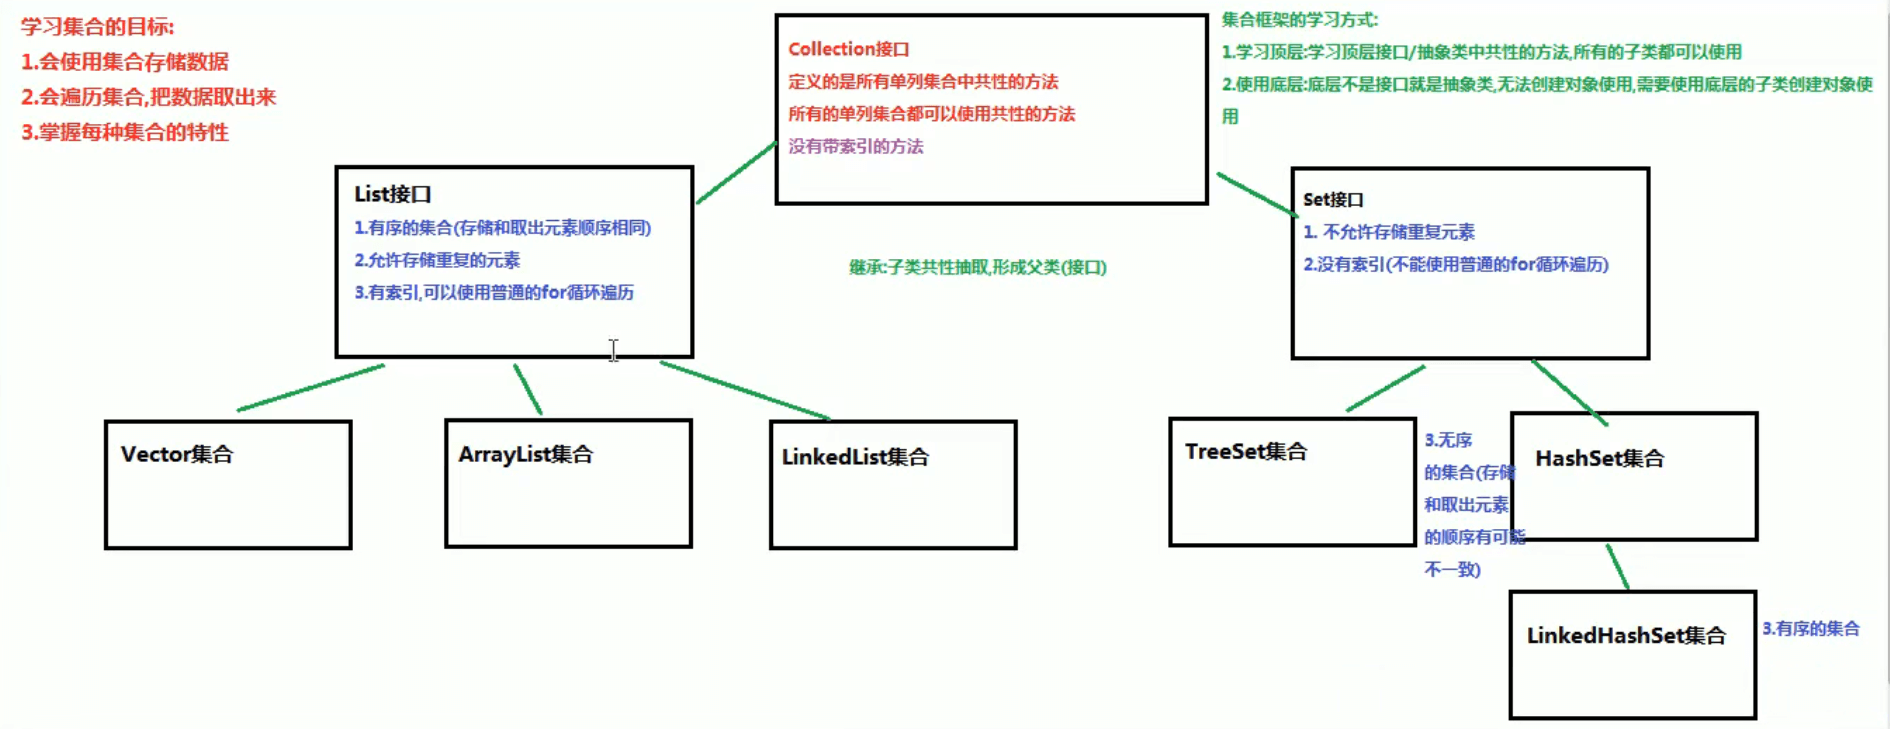 学习集合的目标:
1.会使用集合存储数据
2.会遍历集合,把数据取出来
3.掌握每种集合的特性
Collection接口
定义的是所有单列集合中共性的方法
所有的单列集合都可以使用共性的方法
没有带索引的方法
集合框架的学习方式:
1.学习顶层:学习顶层接口/抽象类中共性的方法,所有的子类都可以使用
2.使用底层:底层不是接口就是抽象类,无法创建对象使用,需要使用底层的子类创建对象使
用
List接口
1.有序的集合(存储和取出元素顺序相同)
2.允许存储重复的元素
3.有索引,可以使用普通的for循环遍历
继承:子类共性抽取,形成父类(接口)
Set接口
1. 不允许存储重复元素
2.没有索引(不能使用普通的for循环遍历)
Vector集合
ArrayList集合
LinkedList集合
TreeSet集合
3.无序
的集合(存储
和取出元素
的顺序有可能
不一致)
HashSet集合
LinkedHashSet集合
3.有序的集合